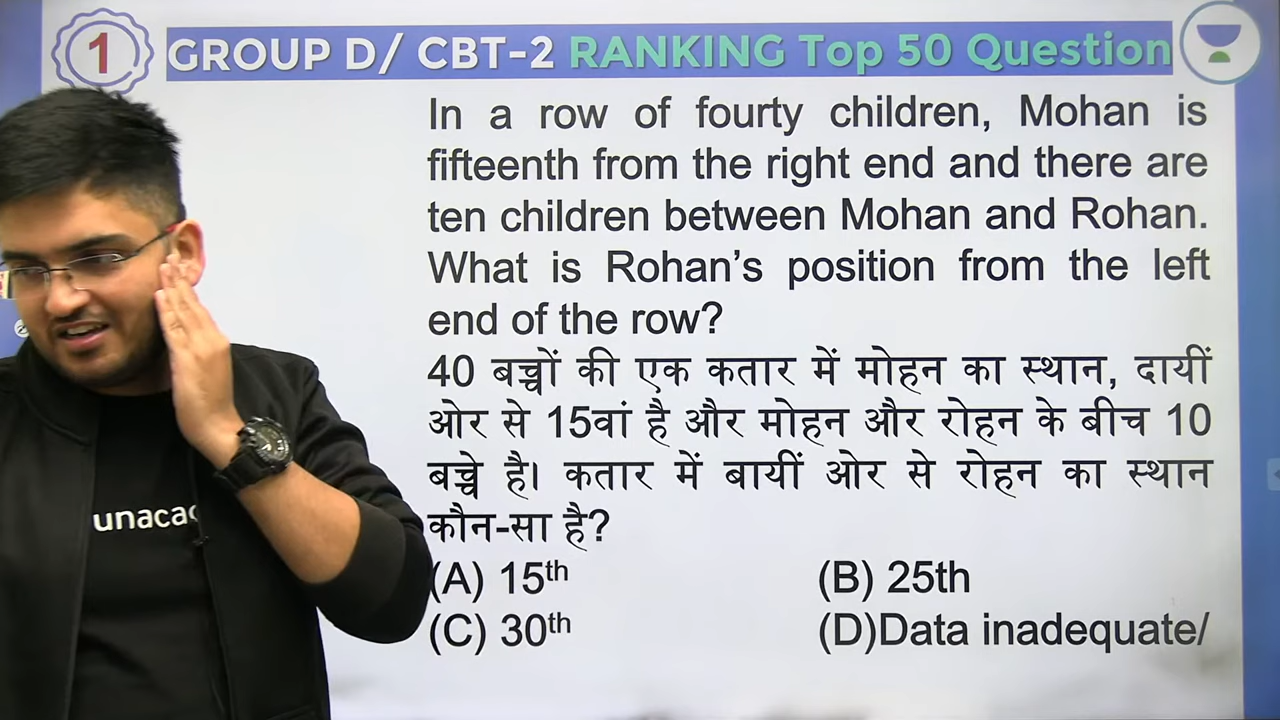 1
GROUP D/ CBT-2 RANKING Top 50 Question
In a row of fourty children, Mohan is
fifteenth from the right end and there are
ten children between Mohan and Rohan.
What is Rohan's position from the left
end of the row?
40 बच्चों की एक कतार में मोहन का स्थान, दायीं
ओर से 15वां है और मोहन और रोहन के बीच 10
बच्चे है। कतार में बायीं ओर से रोहन का स्थान
कौन-सा है?
(A) 15th (B) 25th
(C) 30th (D)Data inadequate/
unacad